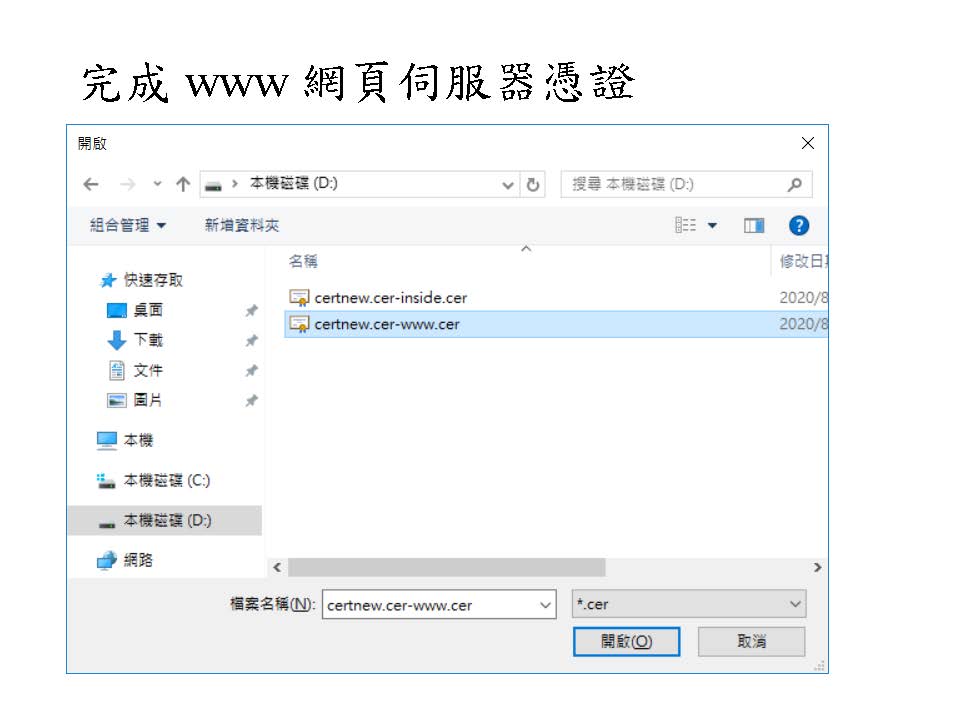 完成 www 網頁伺服器憑證
開啟
本機磁碟 (D:)
搜尋 本機磁碟 (D:)
組合管理
新增資料夾
名稱
修改日期
快速存取
桌面
下載
文件
圖片
本機
本機磁碟 (C:)
本機磁碟 (D:)
網路
certnew.cer-inside.cer
2020/8
certnew.cer-www.cer
2020/8
檔案名稱(N):
certnew.cer-www.cer
*.cer
開啟(O)
取消